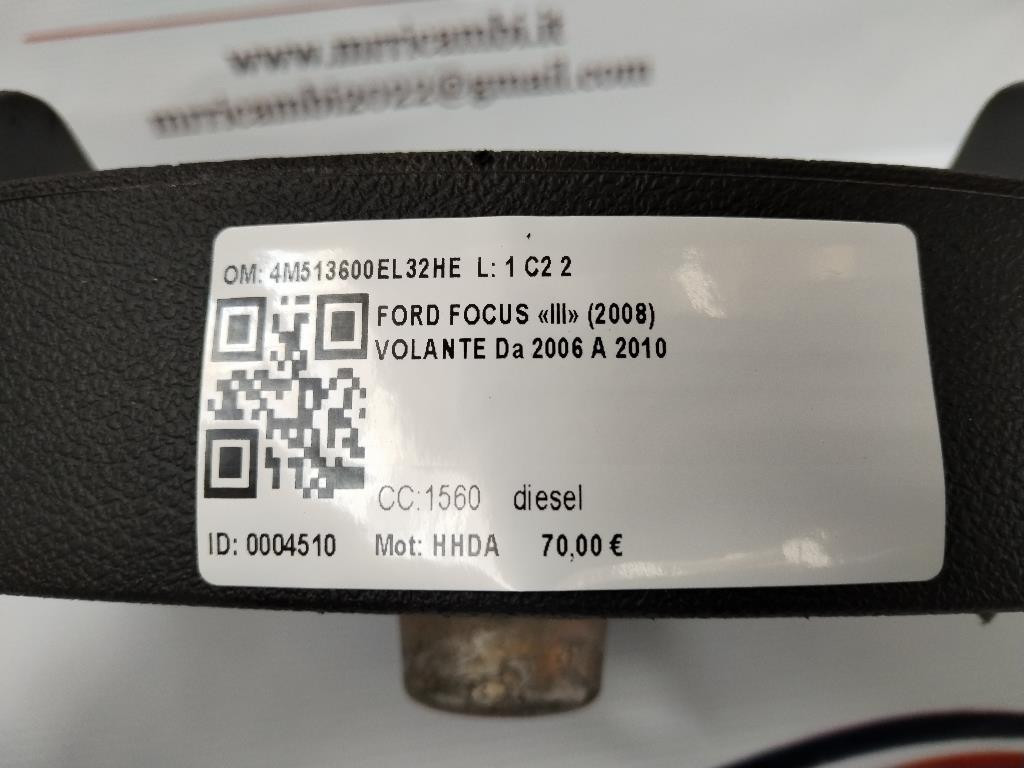 www.mrricambi.it
mrricambi2022@gmail.com
OM: 4M513600EL32HE L: 1 C2 2
FORD FOCUS «III» (2008)
VOLANTE Da 2006 A 2010
CC:1560 diesel
ID: 0004510 Mot: HHDA 70,00 €